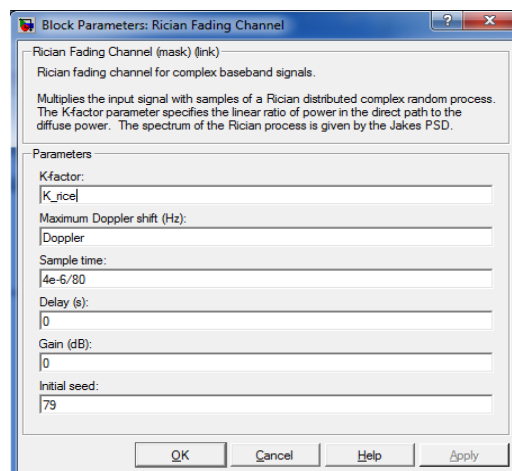 Block Parameters: Rician Fading Channel
?
X
Rician Fading Channel (mask) (link)
Rician fading channel for complex baseband signals.
Multiplies the input signal with samples of a Rician distributed complex random process.
The K-factor parameter specifies the linear ratio of power in the direct path to the
diffuse power. The spectrum of the Rician process is given by the Jakes PSD.
Parameters
K-factor:
K_rice
Maximum Doppler shift (Hz):
Doppler
Sample time:
4e-6/80
Delay (s):
0
Gain (dB):
0
Initial seed:
79
OK Cancel Help Apply